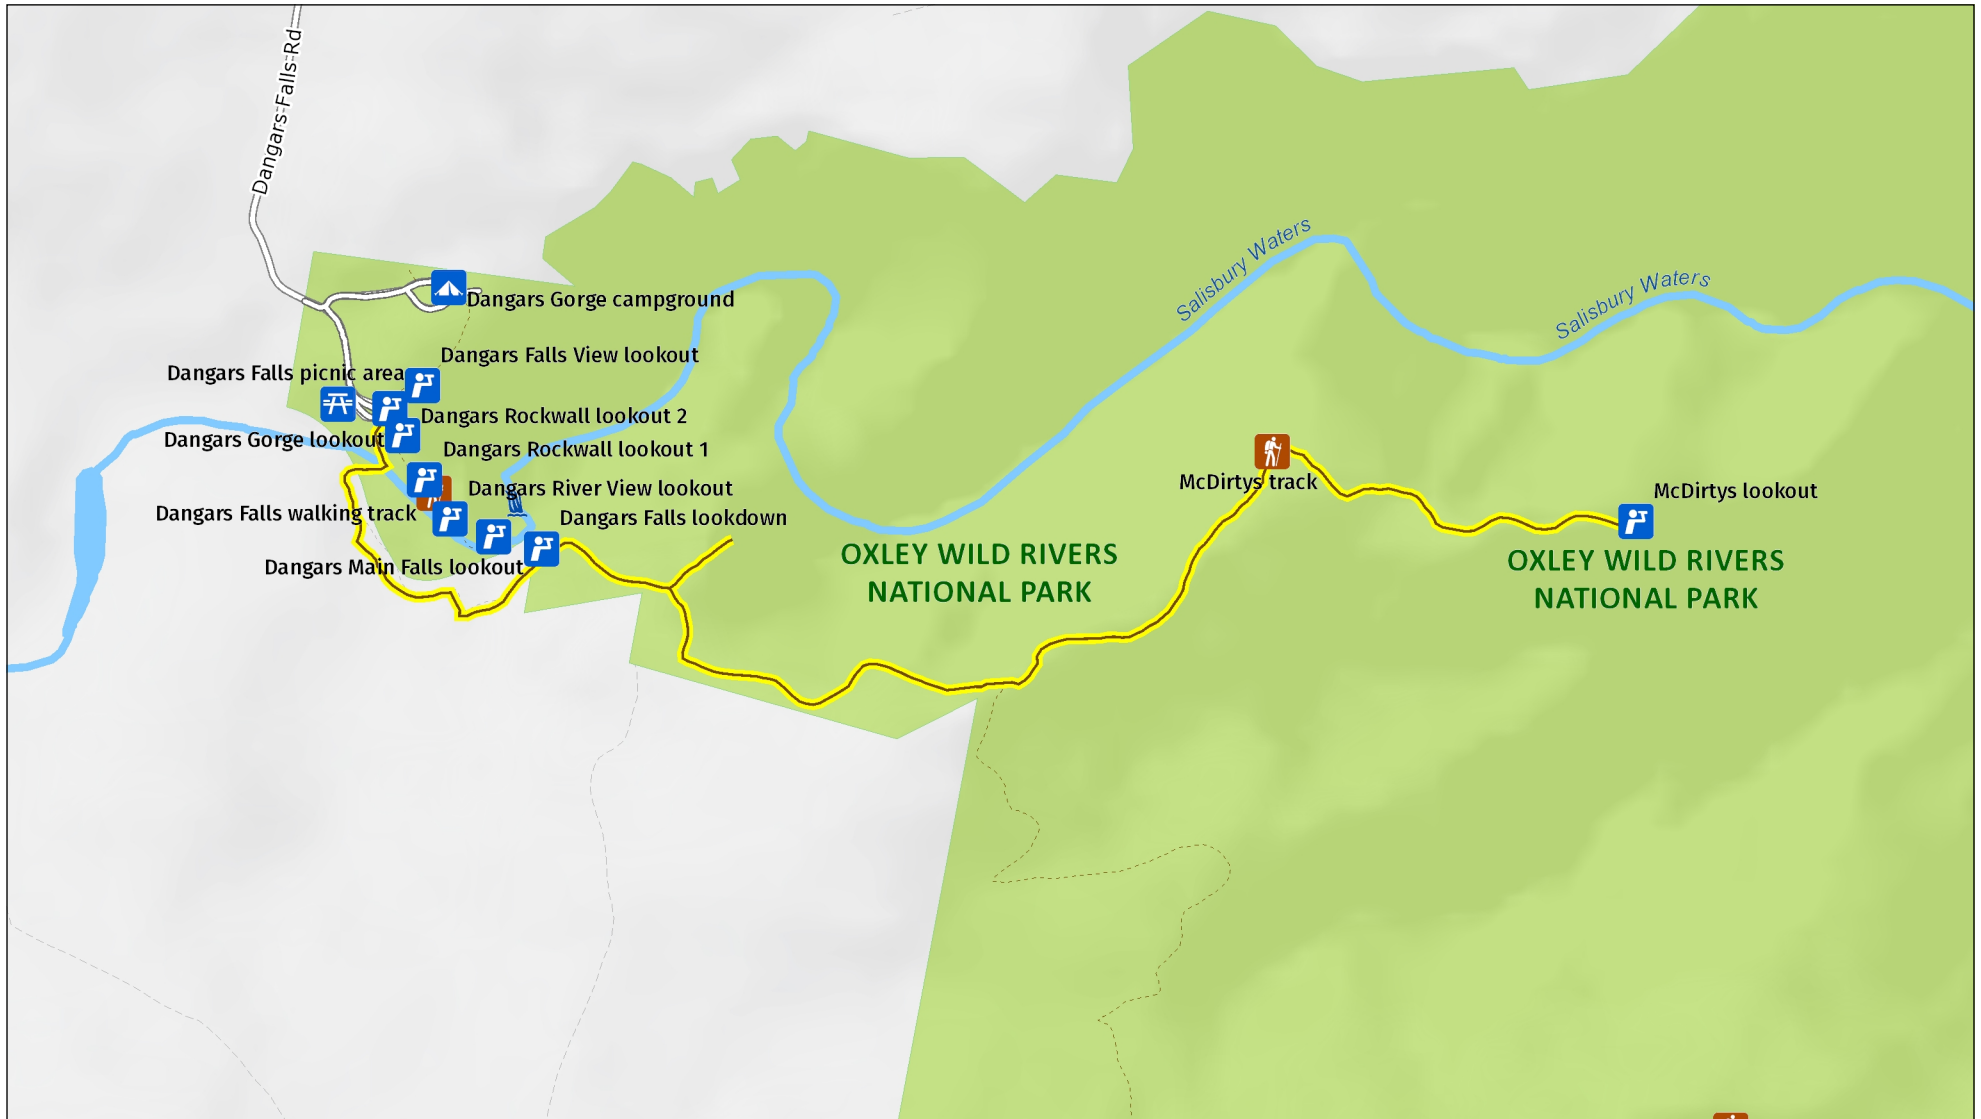 Dangars-Falls-Rd
Salisbury Waters
Salisbury Waters
Dangars Gorge campground
Dangars Falls View lookout
Dangars Falls picnic area
Dangars Rockwall lookout 2
Dangars Gorge lookout
Dangars Rockwall lookout 1
McDirtys track
Dangars River View lookout
McDirtys lookout
Dangars Falls walking track
Dangars Falls lookdown
Dangars Main Falls lookout
OXLEY WILD RIVERS
NATIONAL PARK
OXLEY WILD RIVERS
NATIONAL PARK